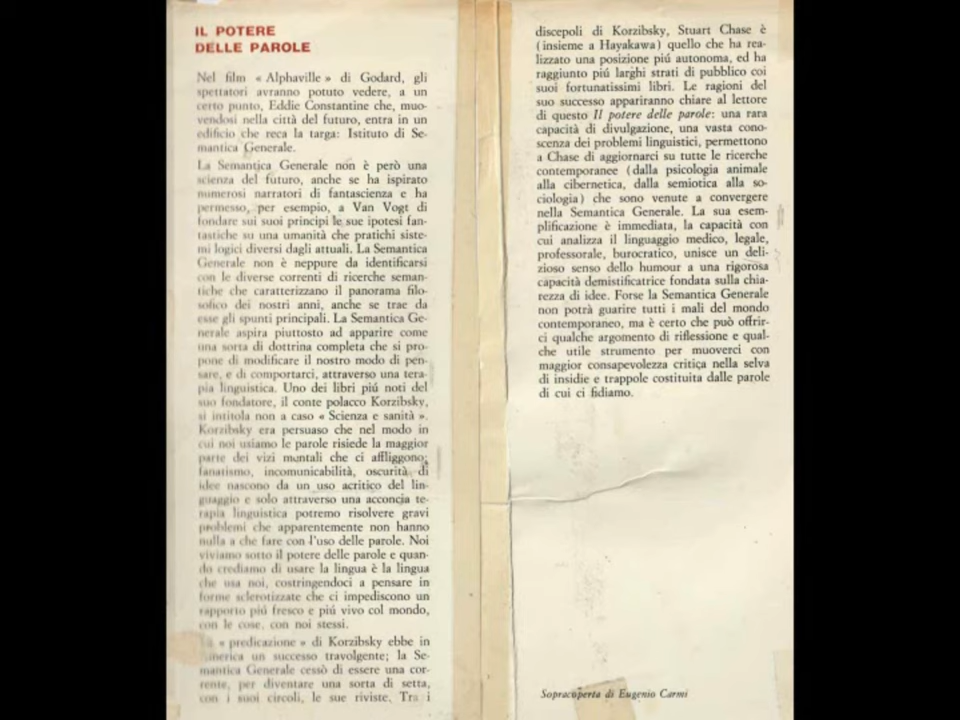 IL POTERE
DELLE PAROLE
Nel film « Alphaville » di Godard, gli
spettatori avranno potuto vedere, a un
certo punto, Eddie Constantine che, muo-
vendosi nella città del futuro, entra in un
edificio che reca la targa: Istituto di Se-
mantica Generale.
La Semantica Generale non è però una
scienza del futuro, anche se ha ispirato
numerosi narratori di fantascienza e ha
permesso, per esempio, a Van Vogt di
fondare sui suoi principi le sue ipotesi fan-
tastiche su una umanità che pratichi siste-
mi logici diversi dagli attuali. La Semantica
Generale non è neppure da identificarsi
con le diverse correnti di ricerche seman-
tiche che caratterizzano il panorama filo-
sofico dei nostri anni, anche se trae da
esse gli spunti principali. La Semantica Ge-
nerale aspira piuttosto ad apparire come
una sorta di dottrina completa che si pro-
pone di modificare il nostro modo di pen-
sare, e di comportarci, attraverso una tera-
pia linguistica. Uno dei libri piú noti del
suo fondatore, il conte polacco Korzibsky,
si intitola non a caso « Scienza e sanità ».
Korzibsky era persuaso che nel modo in
cui noi usiamo le parole risiede la maggior
parte dei vizi mentali che ci affliggono;
fanatismo, incomunicabilità, oscurità di
idee nascono da un uso acritico del lin-
guaggio e solo attraverso una acconcia te-
rapia linguistica potremo risolvere gravi
problemi che apparentemente non hanno
nulla a che fare con l'uso delle parole. Noi
viviamo sotto il potere delle parole e quan-
do crediamo di usare la lingua è la lingua
che usa noi, costringendoci a pensare in
forme sclerotizzate che ci impediscono un
rapporto piú fresco e piú vivo col mondo,
con le cose, con noi stessi.
« predicazione » di Korzibsky ebbe in
America un successo travolgente; la Se-
mantica Generale cessò di essere una cor-
rente, per diventare una sorta di setta,
con i suoi circoli, le sue riviste. Tra i
discepoli di Korzibsky, Stuart Chase è
(insieme a Hayakawa) quello che ha rea-
lizzato una posizione piú autonoma, ed ha
raggiunto piú larghi strati di pubblico coi
suoi fortunatissimi libri. Le ragioni del
suo successo appariranno chiare al lettore
di questo Il potere delle parole: una rara
capacità di divulgazione, una vasta cono-
scenza dei problemi linguistici, permettono
a Chase di aggiornarci su tutte le ricerche
contemporanee (dalla psicologia animale
alla cibernetica, dalla semiotica alla so-
ciologia) che sono venute a convergere
nella Semantica Generale. La sua esem-
plificazione è immediata, la capacità con
cui analizza il linguaggio medico, legale,
professorale, burocratico, unisce un deli-
zioso senso dello humour a una rigorosa
capacità demistificatrice fondata sulla chia-
rezza di idee. Forse la Semantica Generale
non potrà guarire tutti i mali del mondo
contemporaneo, ma è certo che può offrir-
ci qualche argomento di riflessione e qual-
che utile strumento per muoverci con
maggior consapevolezza critica nella selva
di insidie e trappole costituita dalle parole
di cui ci fidiamo.
Sopracoperta di Eugenio Carmi